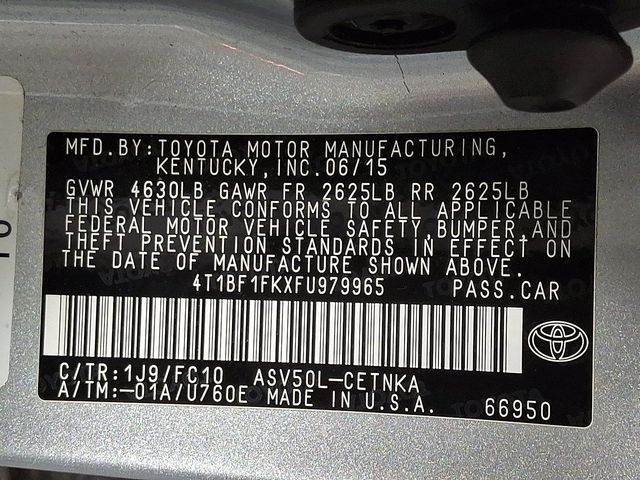 MFD.BY:TOYOTA MOTOR MANUFACTURING,
KENTUCKY,INC.06/15
GVWR 4630LB GAWR FR 2625LB RR 2625LB
THIS VEHICLE CONFORMS TO ALL APPLICABLE
FEDERAL MOTOR VEHICLE SAFETY,BUMPER,AND
THEFT PREVENTION STANDARDS IN EFFECT ON
THE DATE OF MANUFACTURE SHOWN ABOVE.
4T1BF1FKXFU979965 PASS.CAR
C/TR:1J9/FC10 ASV50L-CETNKA
A/TM:-01A/U760E MADE IN U.S.A. 66950